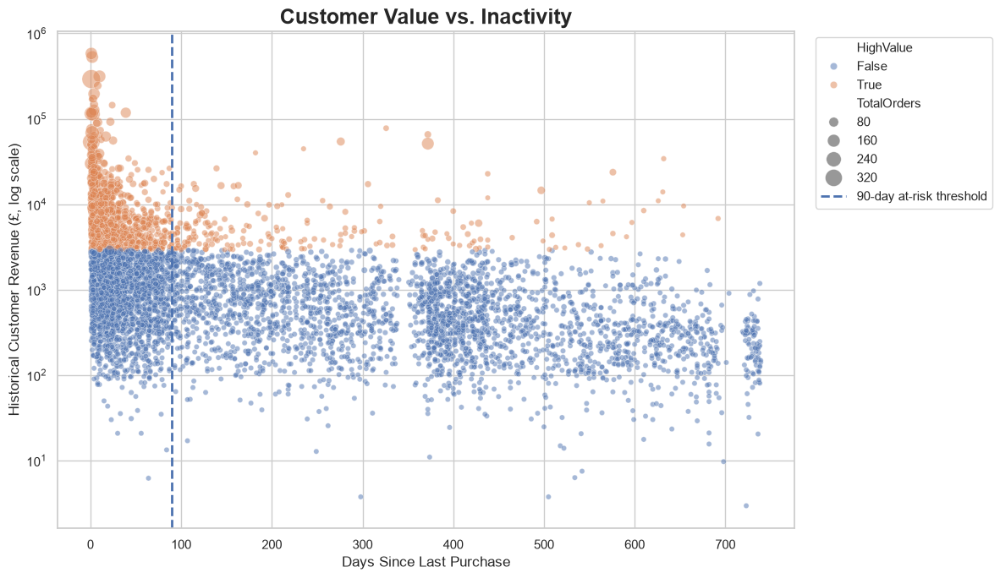 Customer Value vs. Inactivity
Historical Customer Revenue (£, log scale)
10⁶
10⁵
10⁴
10³
10²
10¹
0 100 200 300 400 500 600 700
Days Since Last Purchase
HighValue
False
True
TotalOrders
80
160
240
320
90-day at-risk threshold